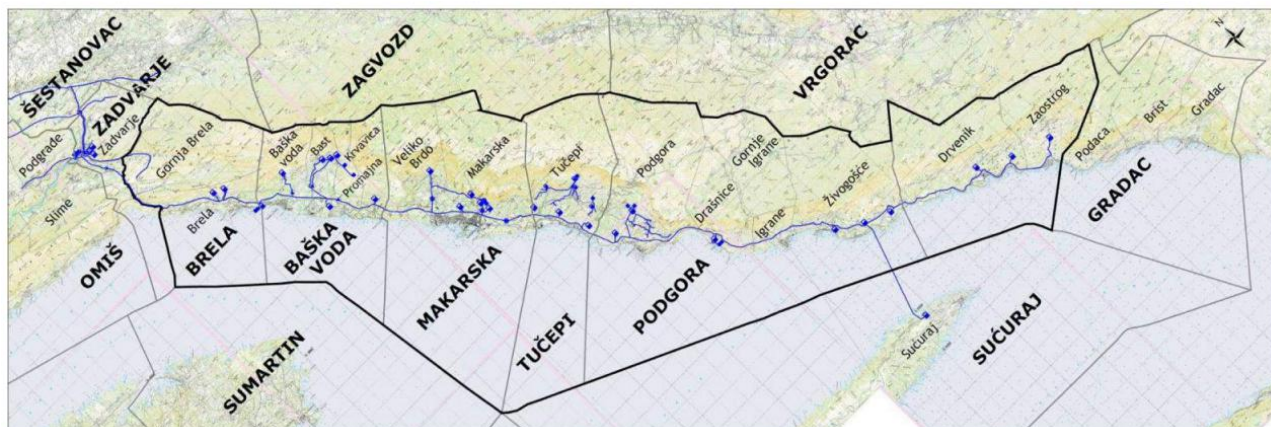 ŠESTANOVAC
ZADVARJE
ZAGVOZD
VRGORAC
N
Podgrade
Zadvarje
Slime
Gornja Brela
Baška
voda
Bast
Krvavica
Promajna
Veliko
Brdo
Makarska
Tučepi
Podgora
Gornje
Igrane
Drašnice
Igrane
Živogošće
Drvenik
Zaostrog
Podaca
Brist
Gradac
Brela
OMIŠ
BRELA
BAŠKA
VODA
MAKARSKA
TUČEPI
PODGORA
GRADAC
SUMARTIN
Sućuraj
SUĆURAJ